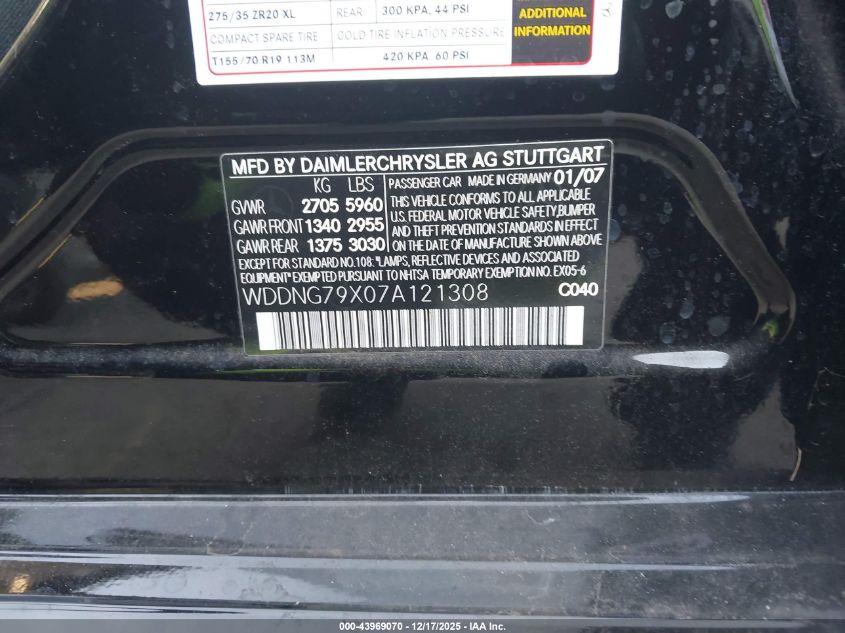 275/35 ZR20 XL REAR 300 KPA, 44 PSI
COMPACT SPARE TIRE COLD TIRE INFLATION PRESSURE
T155/70 R19 113M 420 KPA, 60 PSI
ADDITIONAL
INFORMATION
MFD BY DAIMLERCHRYSLER AG STUTTGART
KG LBS
GVWR 2705 5960
GAWR FRONT 1340 2955
GAWR REAR 1375 3030
PASSENGER CAR MADE IN GERMANY 01/07
THIS VEHICLE CONFORMS TO ALL APPLICABLE
U.S. FEDERAL MOTOR VEHICLE SAFETY,BUMPER
AND THEFT PREVENTION STANDARDS IN EFFECT
ON THE DATE OF MANUFACTURE SHOWN ABOVE
EXCEPT FOR STANDARD NO.108: "LAMPS, REFLECTIVE DEVICES AND ASSOCIATED
EQUIPMENT" EXEMPTED PURSUANT TO NHTSA TEMPORARY EXEMPTION NO. EX05-6
WDDNG79X07A121308 C040
000-43969070 - 12/17/2025 - IAA Inc.